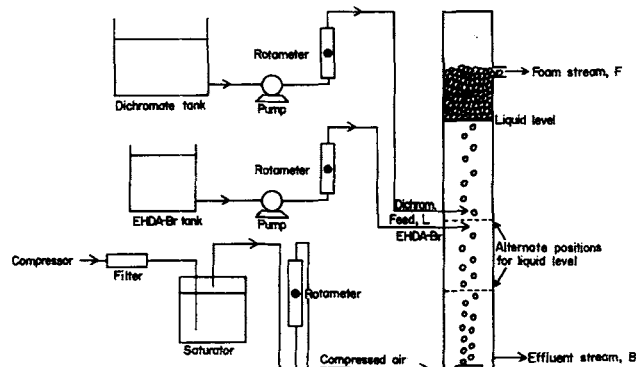 Rotameter
Foam stream, F
Dichromate tank
Pump
Liquid level
Rotameter
EHDA-Br tank
Pump
Dichrom.
Feed, L
EHDA-Br
Alternate positions
for liquid level
Compressor
Filter
Rotameter
Saturator
Compressed air
Effluent stream, B